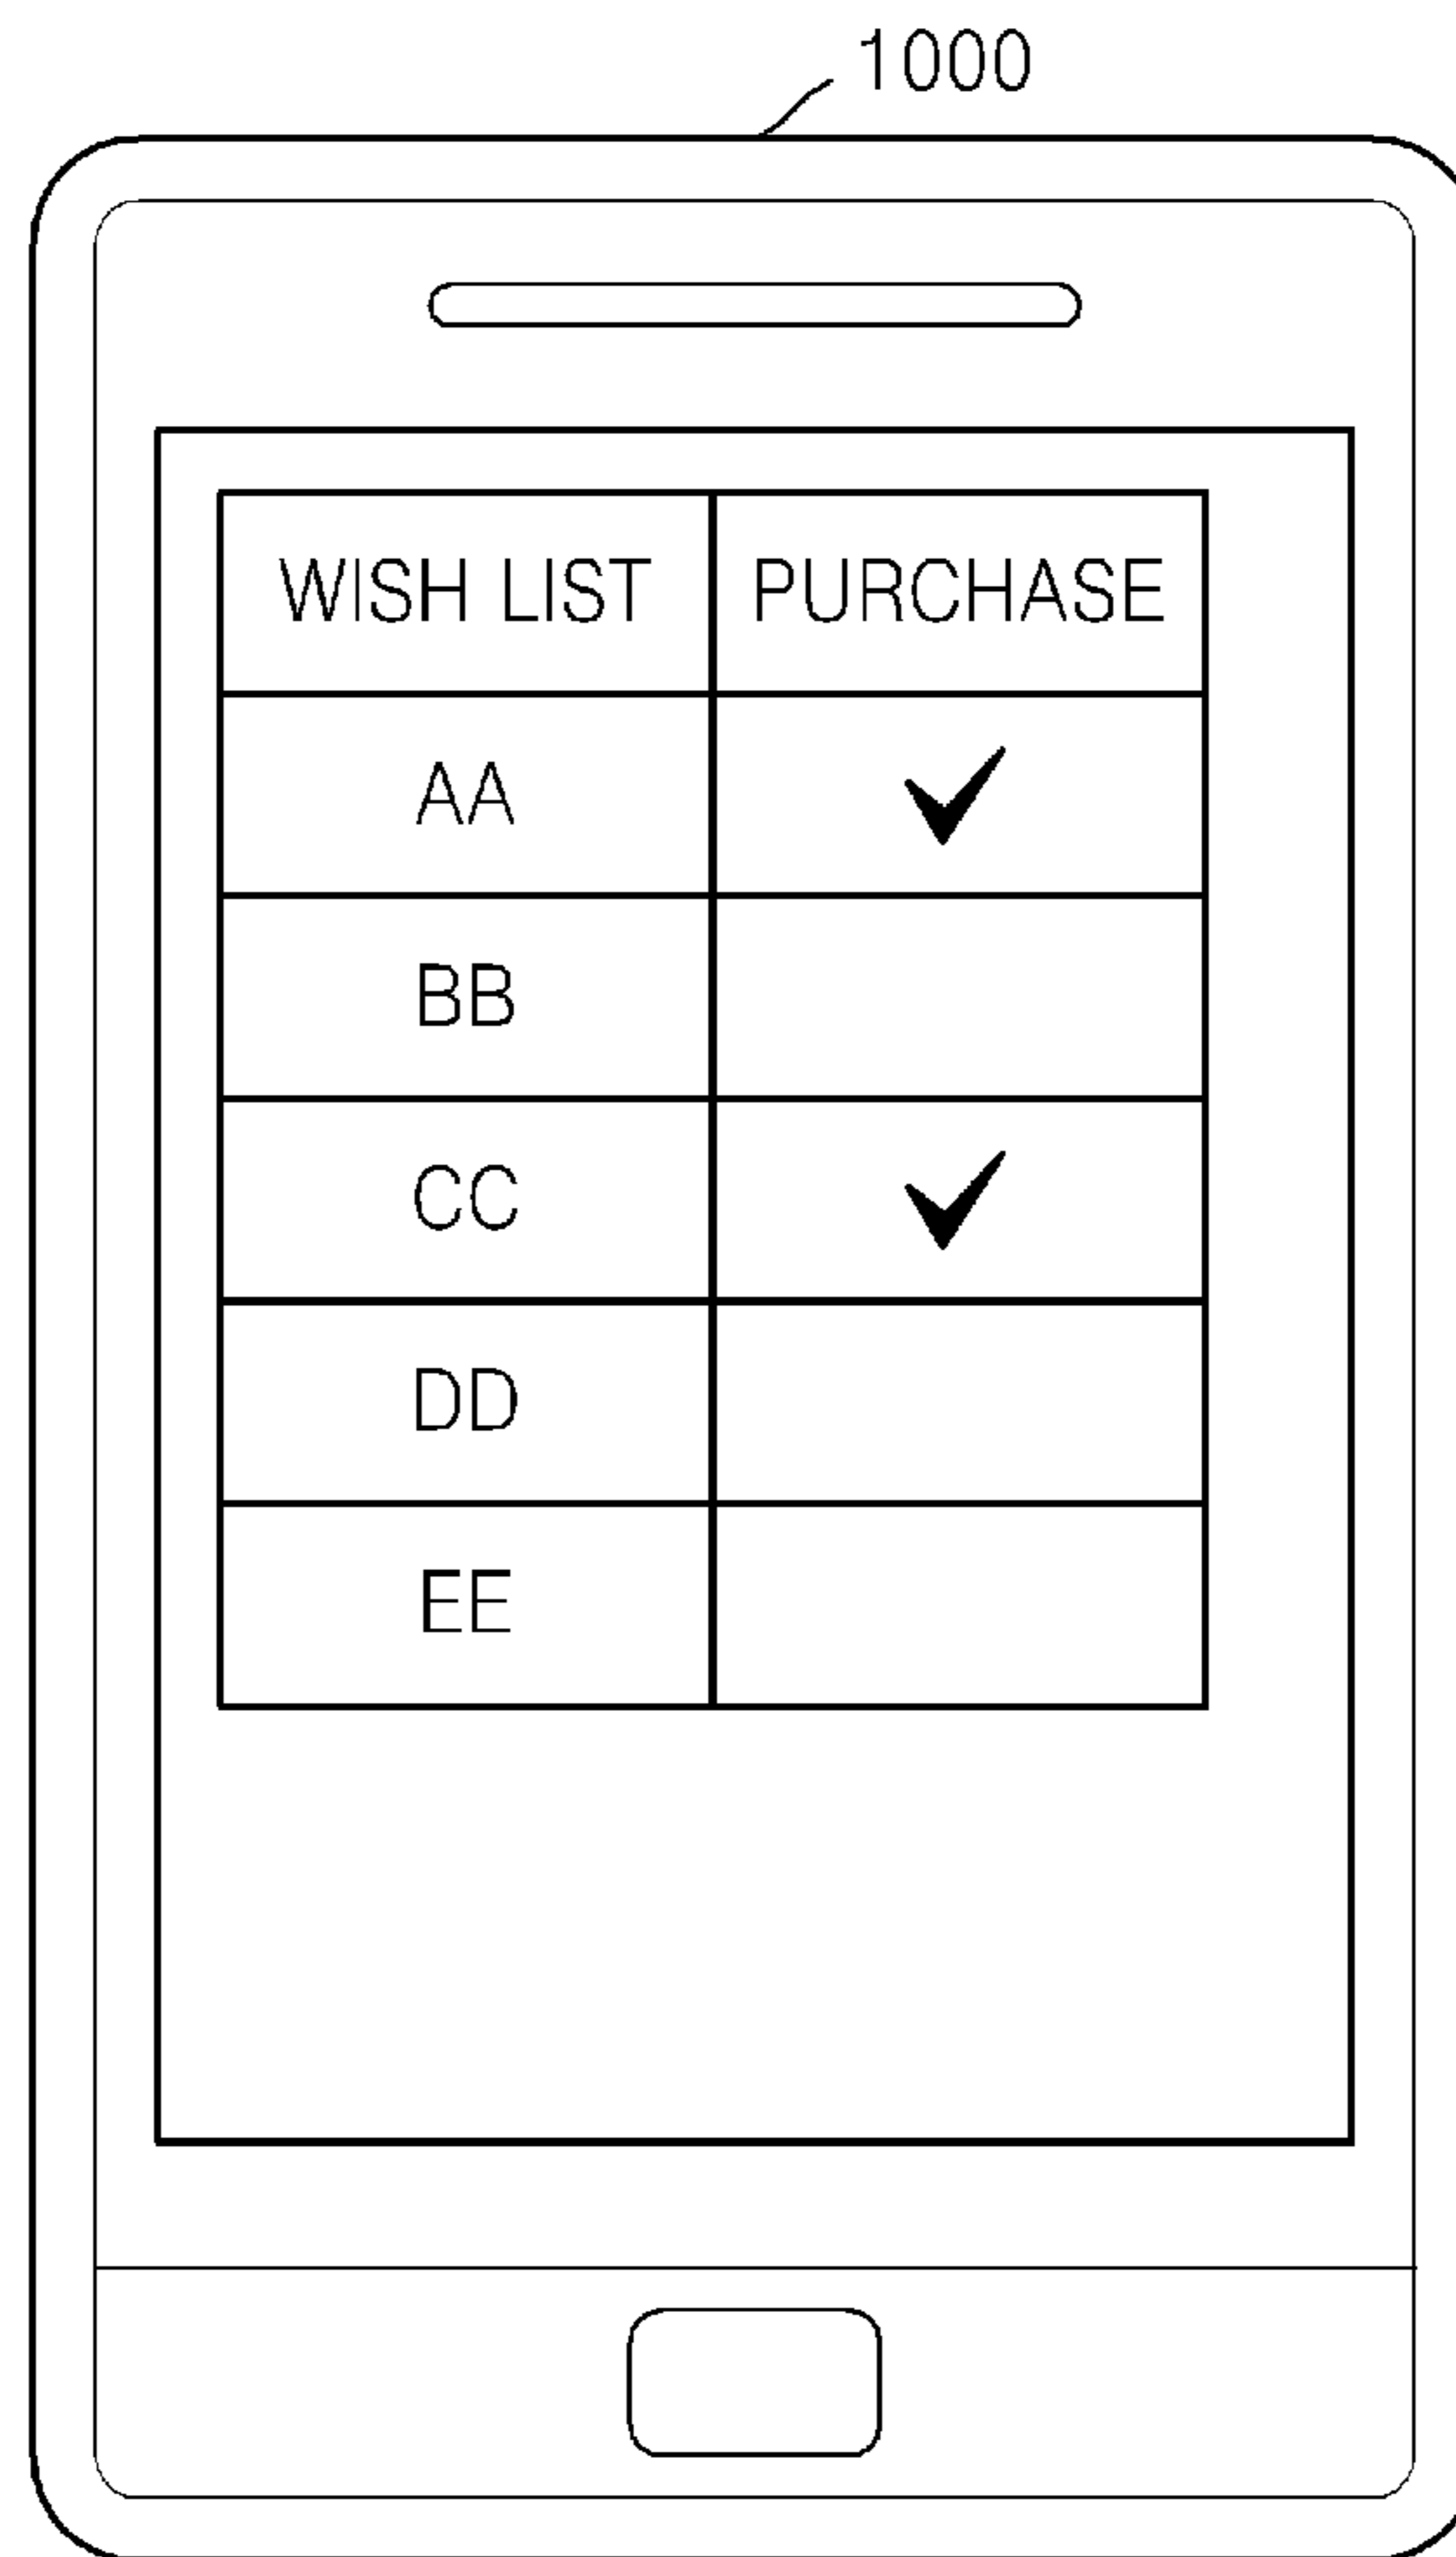 1000
WISH LIST PURCHASE
AA ✓
BB
CC ✓
DD
EE